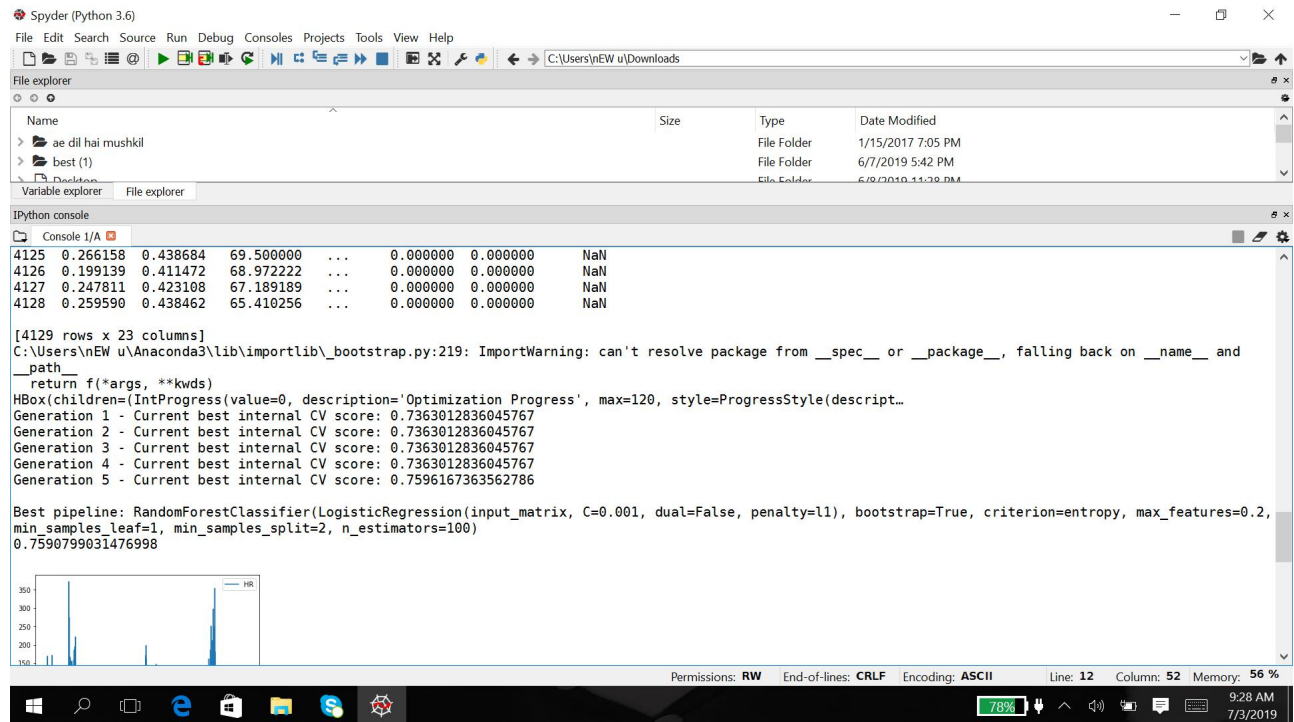 Spyder (Python 3.6)
File Edit Search Source Run Debug Consoles Projects Tools View Help
C:\Users\nEW u\Downloads
File explorer
Name Size Type Date Modified
ae dil hai mushkil File Folder 1/15/2017 7:05 PM
best (1) File Folder 6/7/2019 5:42 PM
Desktop File Folder 6/8/2019 11:28 PM
Variable explorer File explorer
IPython console
Console 1/A
4125 0.266158 0.438684 69.500000 ... 0.000000 0.000000 NaN
4126 0.199139 0.411472 68.972222 ... 0.000000 0.000000 NaN
4127 0.247811 0.423108 67.189189 ... 0.000000 0.000000 NaN
4128 0.259590 0.438462 65.410256 ... 0.000000 0.000000 NaN
[4129 rows x 23 columns]
C:\Users\nEW u\Anaconda3\lib\importlib\_bootstrap.py:219: ImportWarning: can't resolve package from __spec__ or __package__, falling back on __name__ and
__path__
return f(*args, **kwds)
HBox(children=(IntProgress(value=0, description='Optimization Progress', max=120, style=ProgressStyle(descript…
Generation 1 - Current best internal CV score: 0.7363012836045767
Generation 2 - Current best internal CV score: 0.7363012836045767
Generation 3 - Current best internal CV score: 0.7363012836045767
Generation 4 - Current best internal CV score: 0.7363012836045767
Generation 5 - Current best internal CV score: 0.7596167363562786
Best pipeline: RandomForestClassifier(LogisticRegression(input_matrix, C=0.001, dual=False, penalty=l1), bootstrap=True, criterion=entropy, max_features=0.2,
min_samples_leaf=1, min_samples_split=2, n_estimators=100)
0.7590799031476998
HR
350
300
250
200
150
Permissions: RW End-of-lines: CRLF Encoding: ASCII Line: 12 Column: 52 Memory: 56 %
78%
9:28 AM
7/3/2019